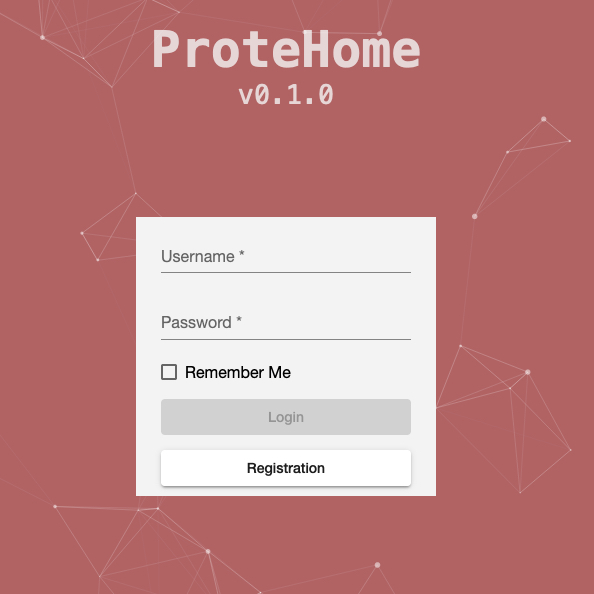 ProteHome
v0.1.0
Username *
Password *
Remember Me
Login
Registration